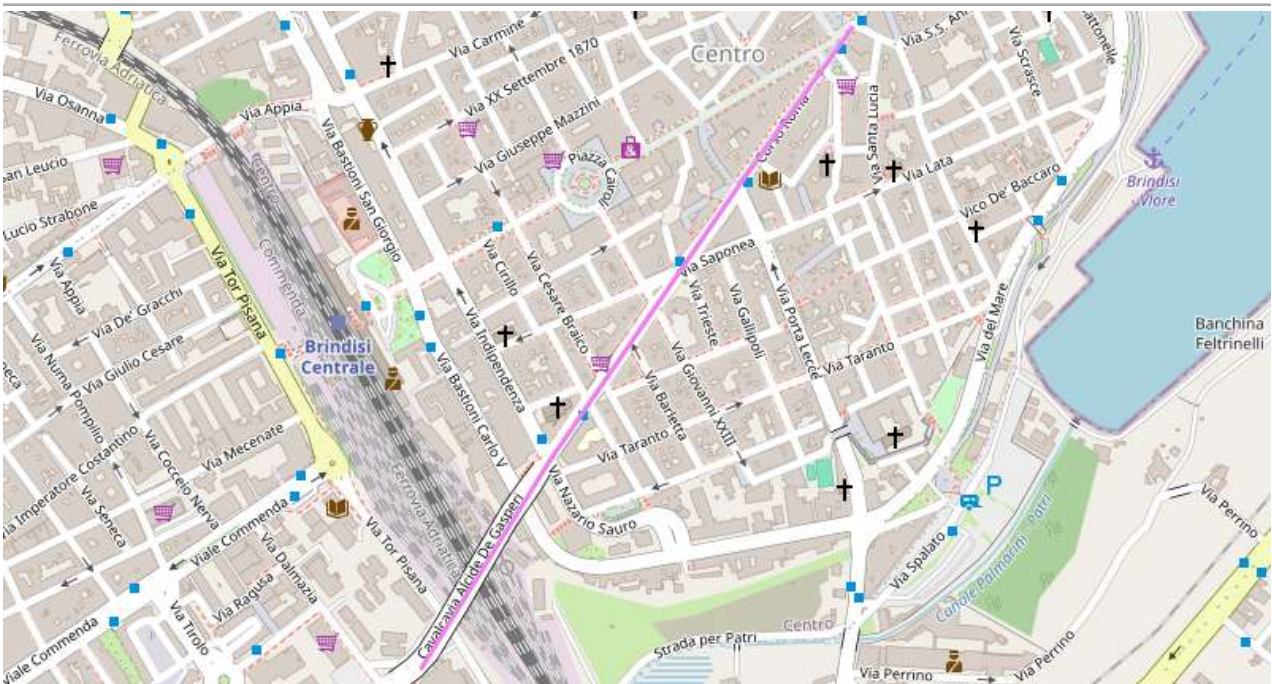 Via Carmine
Centro
Via S.S. Ann
Via Scrasce
attonelle
Ferrovia Adriatica
Via XX Settembre 1870
Via Osanna
Via Appia
Via Giuseppe Mazzini
Corso Roma
Via Santa Lucia
San Leucio
Via Bastioni San Giorgio
Piazza Cairoli
Via Lata
Vico De' Baccaro
Brindisi
- Vlore
Centro
Commenda
Lucio Strabone
Via Appia
Via Tor Pisana
Via Cirillo
Via Cesare Braico
Via Saponea
Via Trieste
Via Gallipoli
Via Porta Lecce
Via del Mare
Via De' Gracchi
Via Giulio Cesare
Via Numa Pompilio
Brindisi
Centrale
Via Indipendenza
Via Bastioni Carlo V
Via Giovanni XXIII
Via Barletta
Via Taranto
Banchina
Feltrinelli
Seneca
Via Imperatore Costantino
Via Mecenate
Via Cocceio Nerva
Via Seneca
Viale Commenda
Ferrovia Adriatica
Via Taranto
Via Nazario Sauro
Cavalcavia Alcide De Gasperi
P
Via Perrino
Via Spalato
Canale Palmarini - Patri
Via Tor Pisana
Via Dalmazia
Via Ragusa
Via Tirolo
Viale Commenda
Centro
Strada per Patri
Via Perrino
Via Perrino